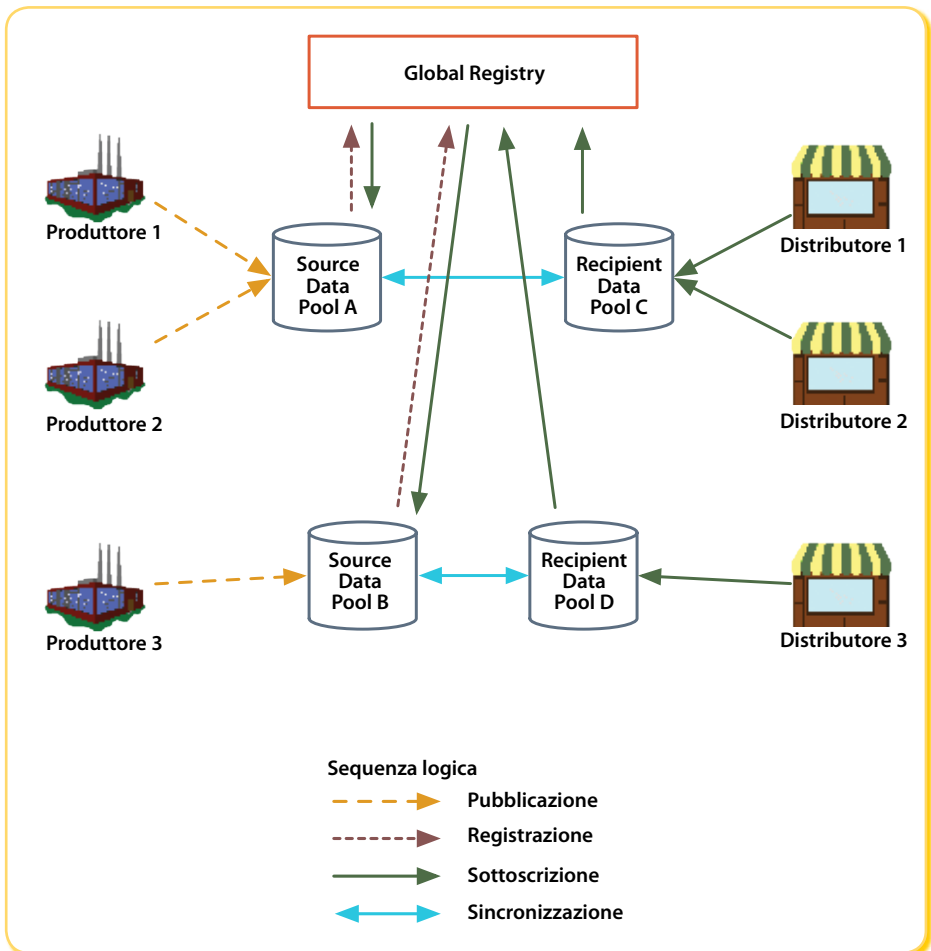 Global Registry
Produttore 1
Source
Data
Pool A
Recipient
Data
Pool C
Distributore 1
Produttore 2
Distributore 2
Source
Data
Pool B
Recipient
Data
Pool D
Produttore 3
Distributore 3
Sequenza logica
Pubblicazione
Registrazione
Sottoscrizione
Sincronizzazione